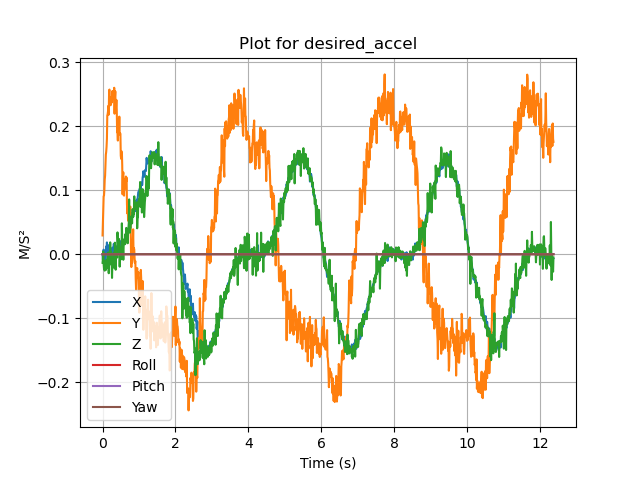 Plot for desired_accel
M/S²
0.3
0.2
0.1
0.0
−0.1
−0.2
X
Y
Z
Roll
Pitch
Yaw
0 2 4 6 8 10 12
Time (s)